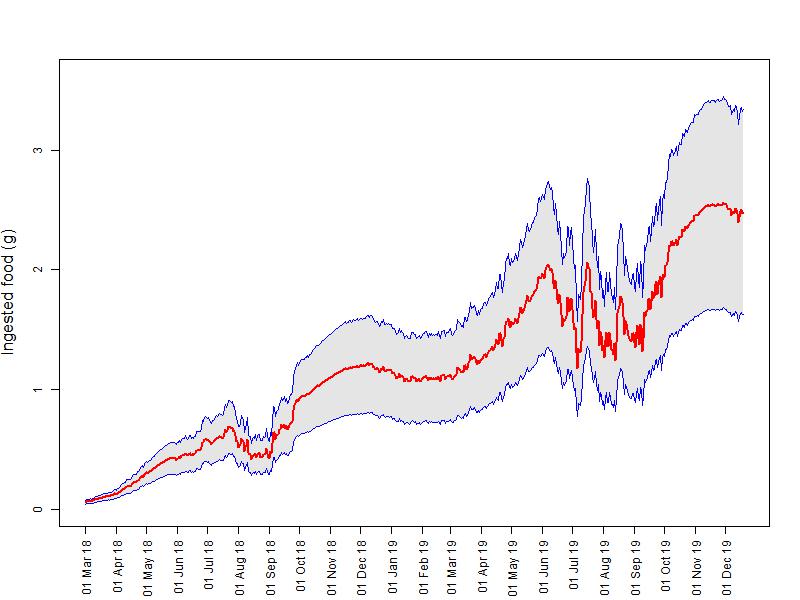 Ingested food (g)
3
2
1
0
01 Mar 18
01 Apr 18
01 May 18
01 Jun 18
01 Jul 18
01 Aug 18
01 Sep 18
01 Oct 18
01 Nov 18
01 Dec 18
01 Jan 19
01 Feb 19
01 Mar 19
01 Apr 19
01 May 19
01 Jun 19
01 Jul 19
01 Aug 19
01 Sep 19
01 Oct 19
01 Nov 19
01 Dec 19